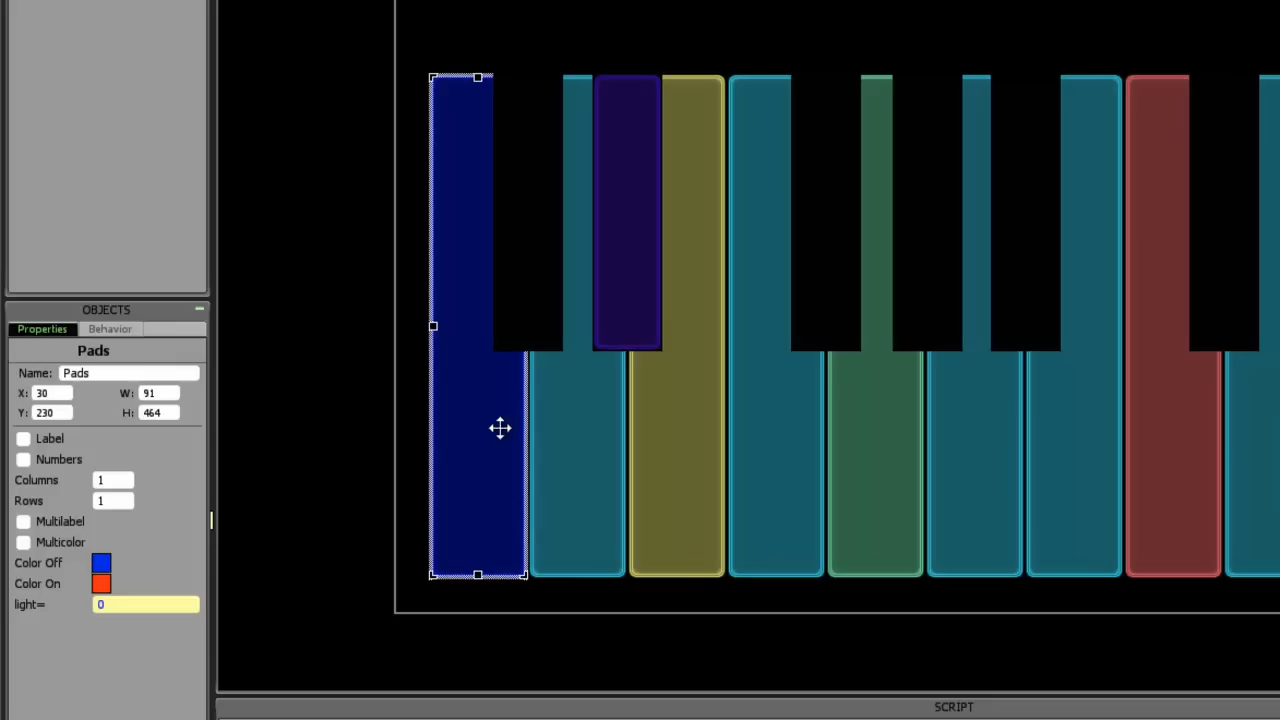 OBJECTS
Properties Behavior
Pads
Name: Pads
X: 30 W: 91
Y: 230 H: 464
Label
Numbers
Columns 1
Rows 1
Multilabel
Multicolor
Color Off
Color On
light= 0
SCRIPT